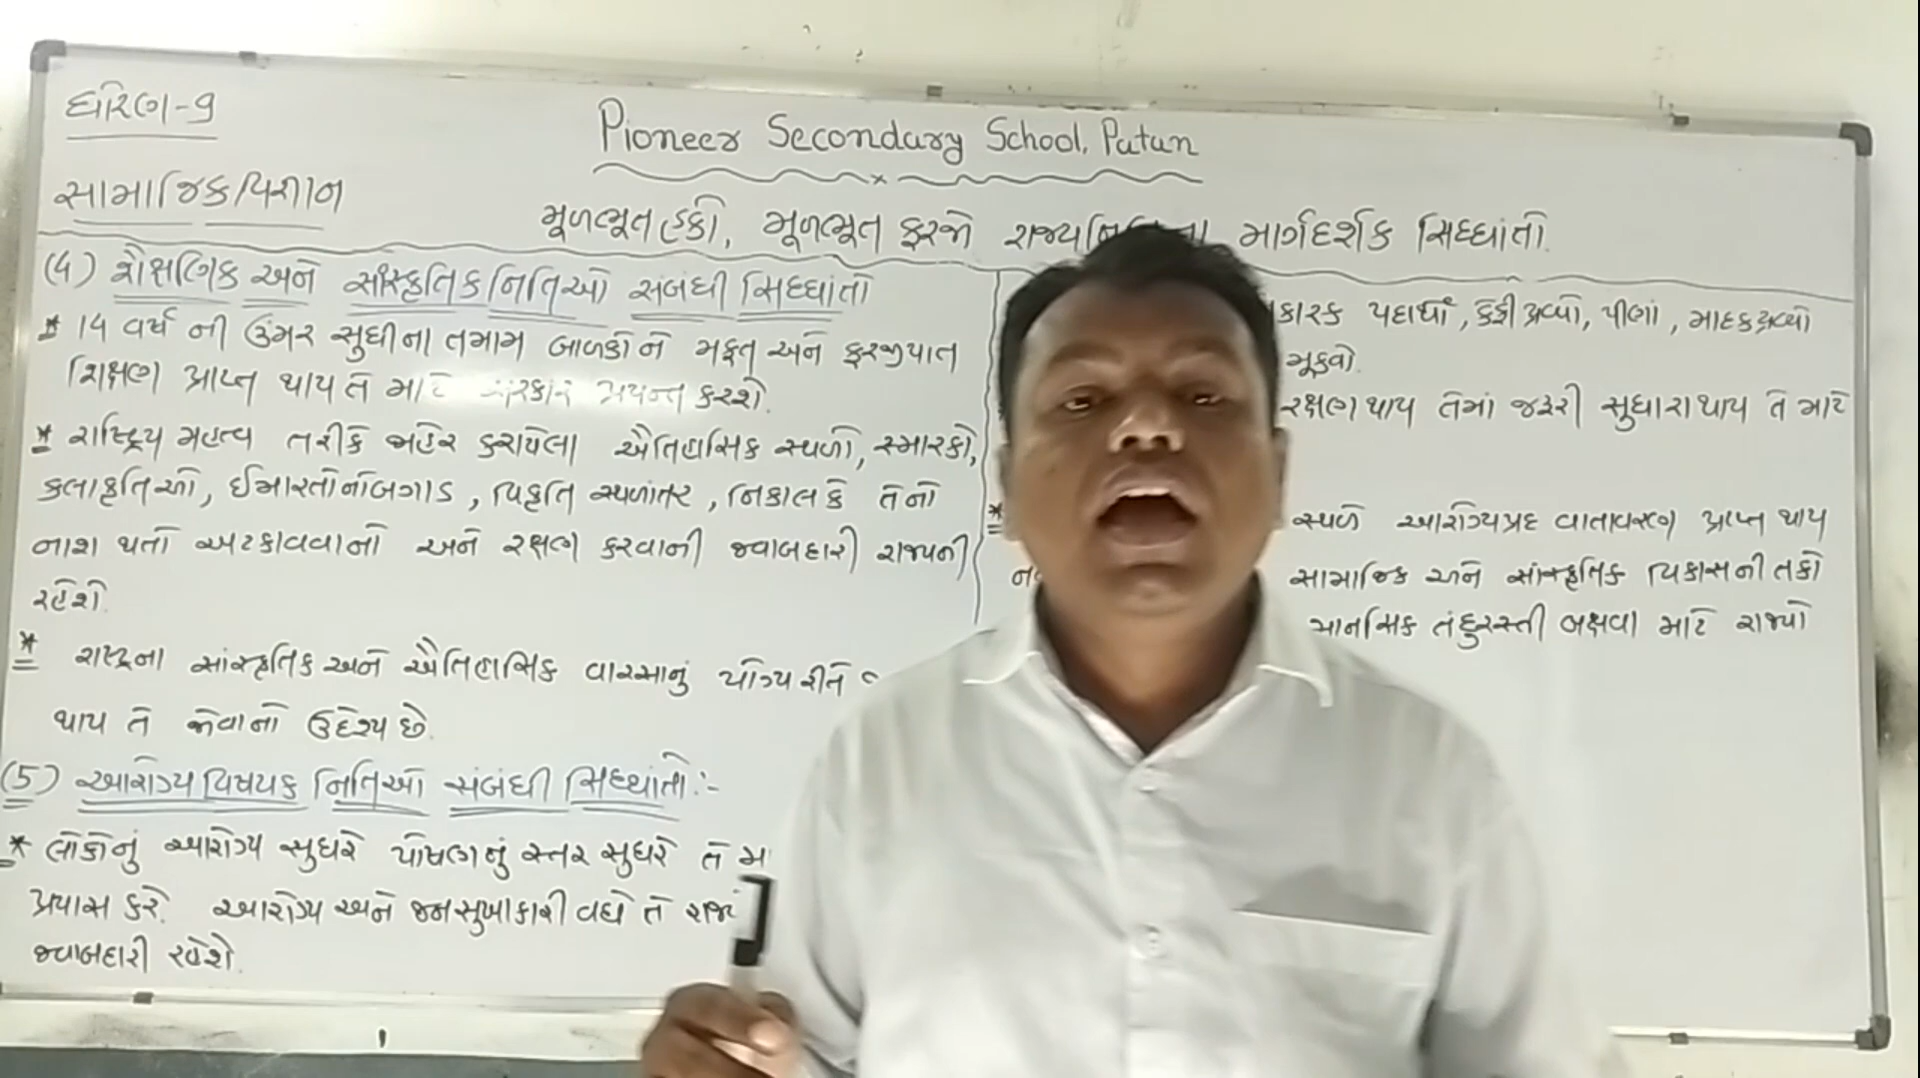 ધોરણ-9
Pioneer Secondary School, Patan
સામાજિક વિજ્ઞાન
મૂળભૂત હકો, મૂળભૂત ફરજો રાજ્યનિતિના માર્ગદર્શક સિધ્ધાંતો.
(4) શૈક્ષણિક અને સાંસ્કૃતિક નિતિઓ સંબંધી સિધ્ધાંતો
* 14 વર્ષ ની ઉંમર સુધીના તમામ બાળકોને મફત અને ફરજીયાત
શિક્ષણ પ્રાપ્ત થાય તે માટે સરકાર પ્રયત્ન કરશે.
* રાષ્ટ્રિય મહત્વ તરીકે જાહેર કરાયેલા ઐતિહાસિક સ્થળો, સ્મારકો,
કલાકૃતિઓ, ઈમારતોનોબગાડ, વિકૃતિ સ્થળાંતર, નિકાલ કે તેનો
નાશ થતો અટકાવવાનો અને રક્ષણ કરવાની જવાબદારી રાજ્યની
રહેશે.
* રાષ્ટ્રના સાંસ્કૃતિક અને ઐતિહાસિક વારસાનું યોગ્ય રીતે
થાય તે જોવાનો ઉદ્દેશ્ય છે.
(5) આરોગ્ય વિષયક નિતિઓ સંબંધી સિધ્ધાંતો:-
* લોકોનું આરોગ્ય સુધરે પોષણનું સ્તર સુધરે તે
પ્રયાસ કરે. આરોગ્ય અને જનસુખાકારી વધે તે
જવાબદારી રહેશે.
કારક પદાર્થો, કેફી દ્રવ્યો, પીણાં, માદક દ્રવ્યો
મૂકવો.
રક્ષણ થાય તેમાં જરૂરી સુધારા થાય તે માટે
* સ્થળે આરોગ્યપ્રદ વાતાવરણ પ્રાપ્ત થાય
સામાજિક અને સાંસ્કૃતિક વિકાસની તકો
માનસિક તંદુરસ્તી બક્ષવા માટે રાજ્યો